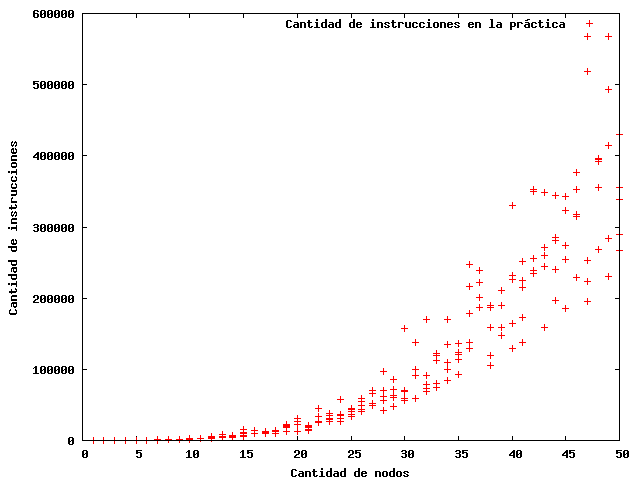 600000
Cantidad de instrucciones en la práctica
500000
400000
300000
200000
100000
0
Cantidad de instrucciones
0 5 10 15 20 25 30 35 40 45 50
Cantidad de nodos